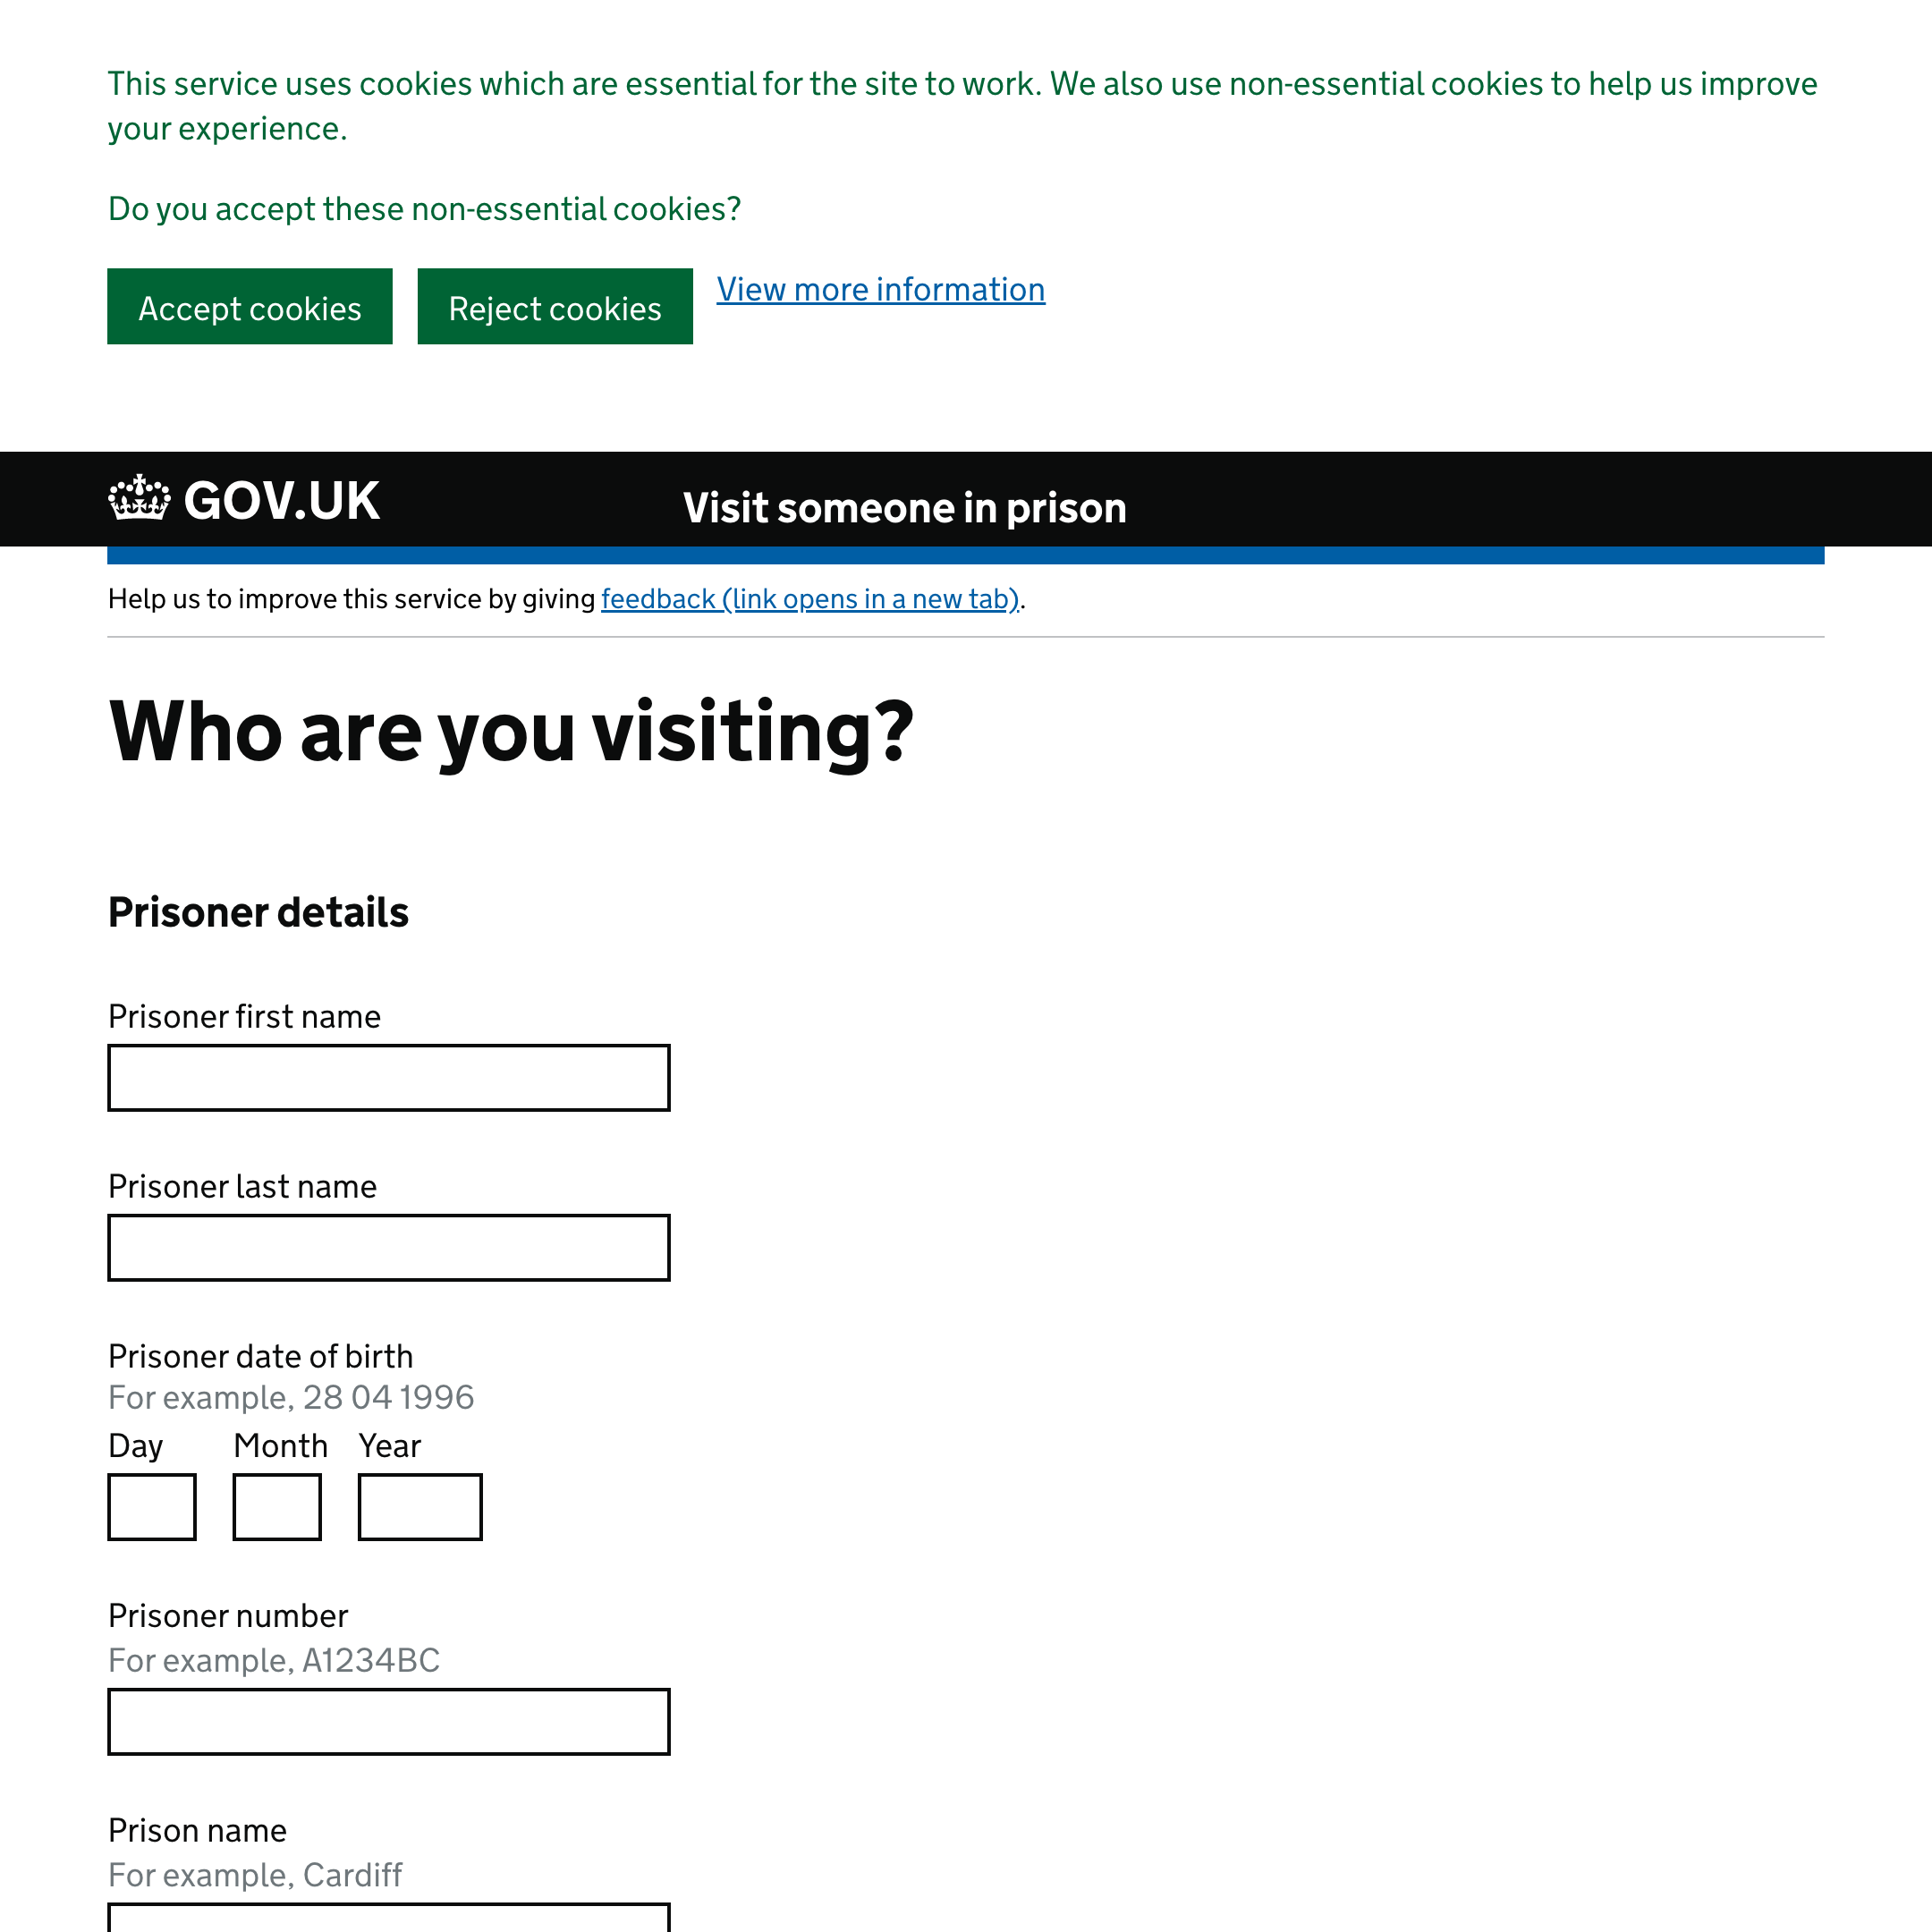 This service uses cookies which are essential for the site to work. We also use non-essential cookies to help us improve
your experience.
Do you accept these non-essential cookies?
Accept cookies
Reject cookies
View more information
GOV.UK
Visit someone in prison
Help us to improve this service by giving feedback (link opens in a new tab).
Who are you visiting?
Prisoner details
Prisoner first name
Prisoner last name
Prisoner date of birth
For example, 28 04 1996
Day Month Year
Prisoner number
For example, A1234BC
Prison name
For example, Cardiff